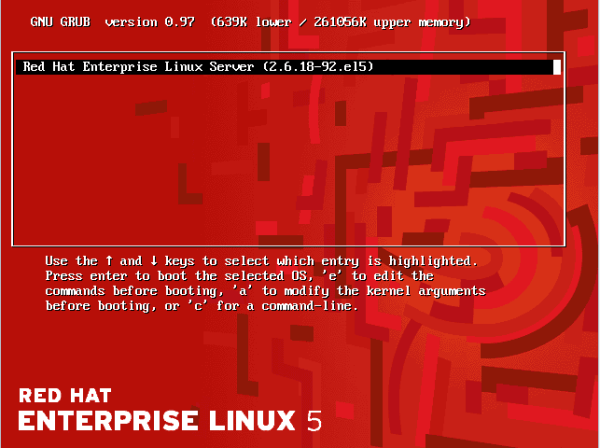 GNU GRUB  version 0.97  (639K lower / 261056K upper memory)
Red Hat Enterprise Linux Server (2.6.18-92.el5)
Use the ↑ and ↓ keys to select which entry is highlighted.
Press enter to boot the selected OS, 'e' to edit the
commands before booting, 'a' to modify the kernel arguments
before booting, or 'c' for a command-line.
RED HAT
ENTERPRISE LINUX 5